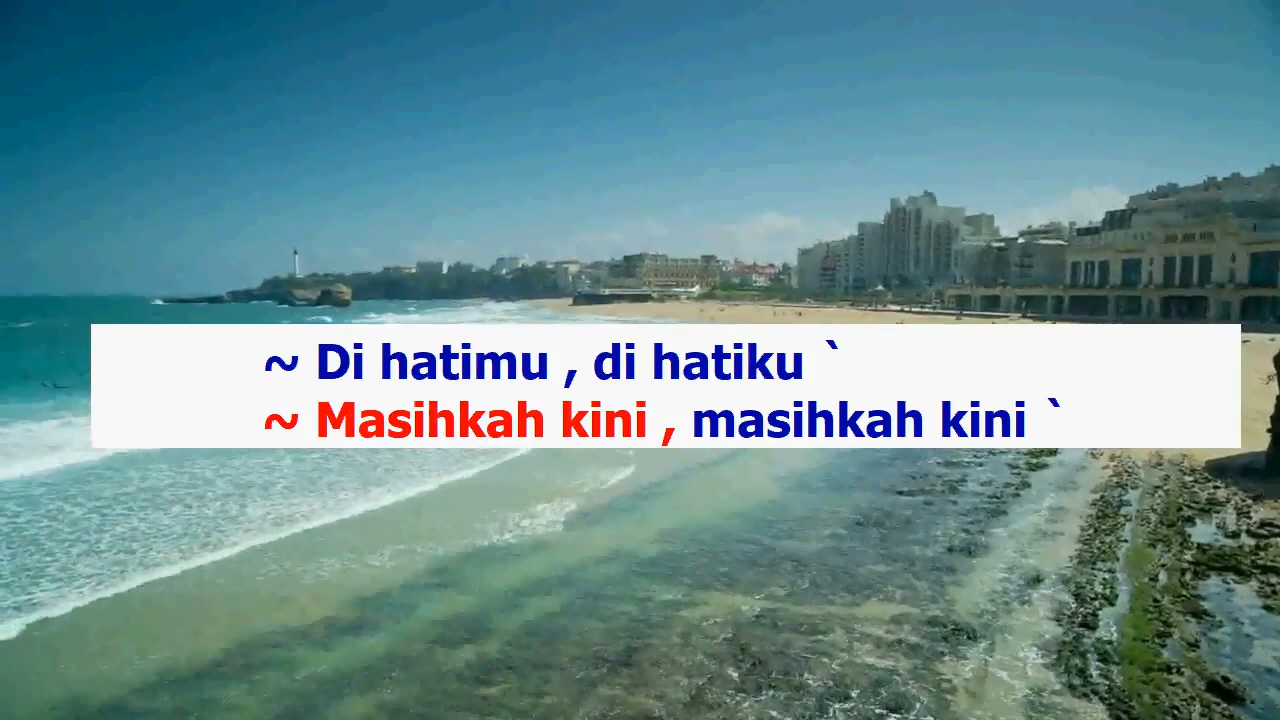 ~ Di hatimu , di hatiku `
~ Masihkah kini , masihkah kini `